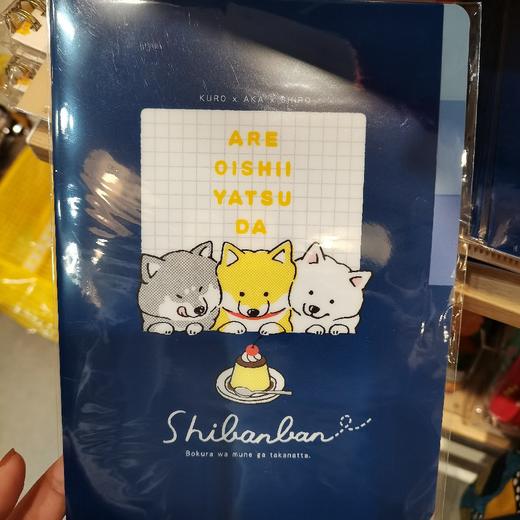 KURO x AKA x SHIRO
ARE
OISHII
YATSU
DA
Shibanban
Bokura wa mune ga takanatta.